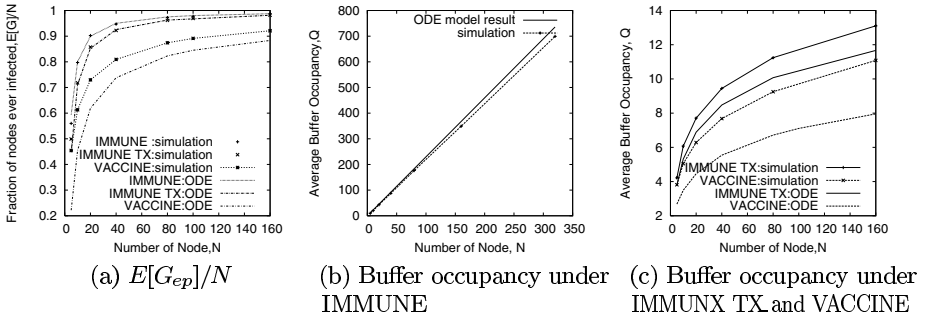 Fraction of nodes ever infected,E[G]/N
1
0.9
0.8
0.7
0.6
0.5
0.4
0.3
0.2
IMMUNE :simulation
IMMUNE TX:simulation
VACCINE:simulation
IMMUNE:ODE
IMMUNE TX:ODE
VACCINE:ODE
0 20 40 60 80 100 120 140 160
Number of Node,N
(a) E[G_{ep}]/N
Average Buffer Occupancy,Q
800
700
600
500
400
300
200
100
0
ODE model result
simulation
0 50 100 150 200 250 300 350
Number of Node, N
(b) Buffer occupancy under
IMMUNE
Average Buffer Occupancy, Q
14
12
10
8
6
4
2
IMMUNE TX:simulation
VACCINE:simulation
IMMUNE TX:ODE
VACCINE:ODE
0 20 40 60 80 100 120 140 160
Number of Node, N
(c) Buffer occupancy under
IMMUNX TX and VACCINE